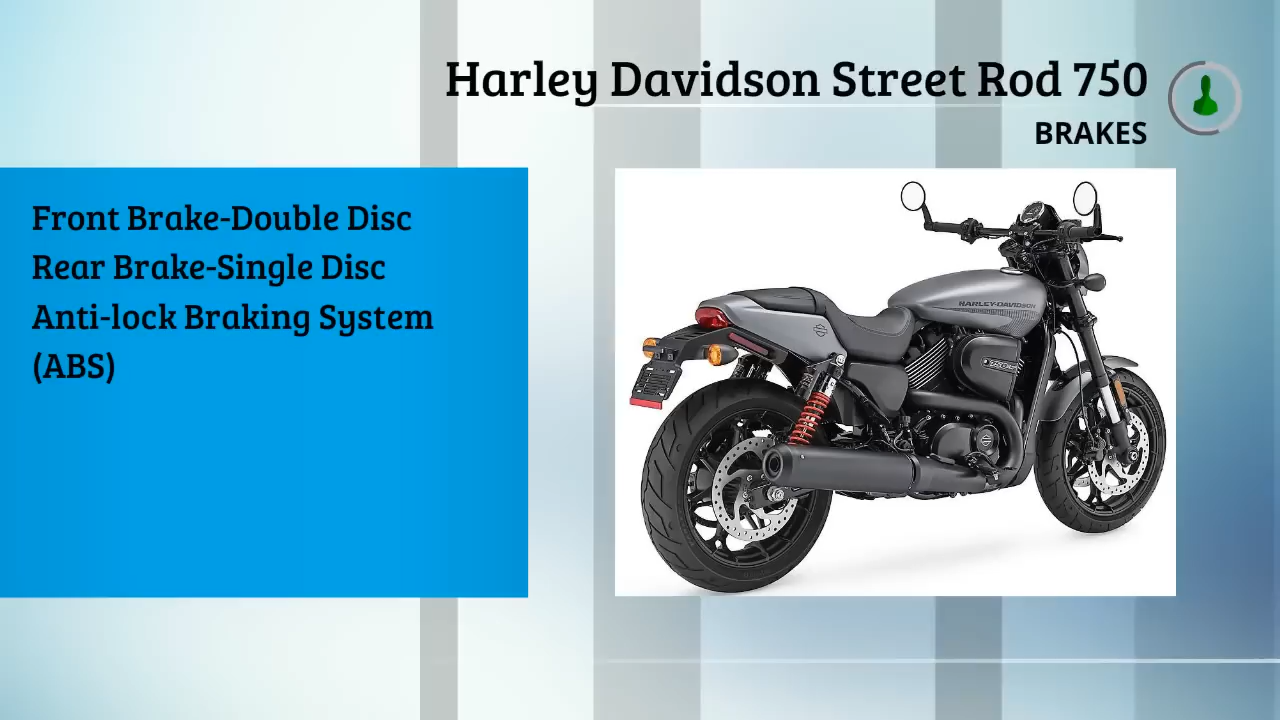 Harley Davidson Street Rod 750
BRAKES
Front Brake-Double Disc
Rear Brake-Single Disc
Anti-lock Braking System
(ABS)
HARLEY-DAVIDSON